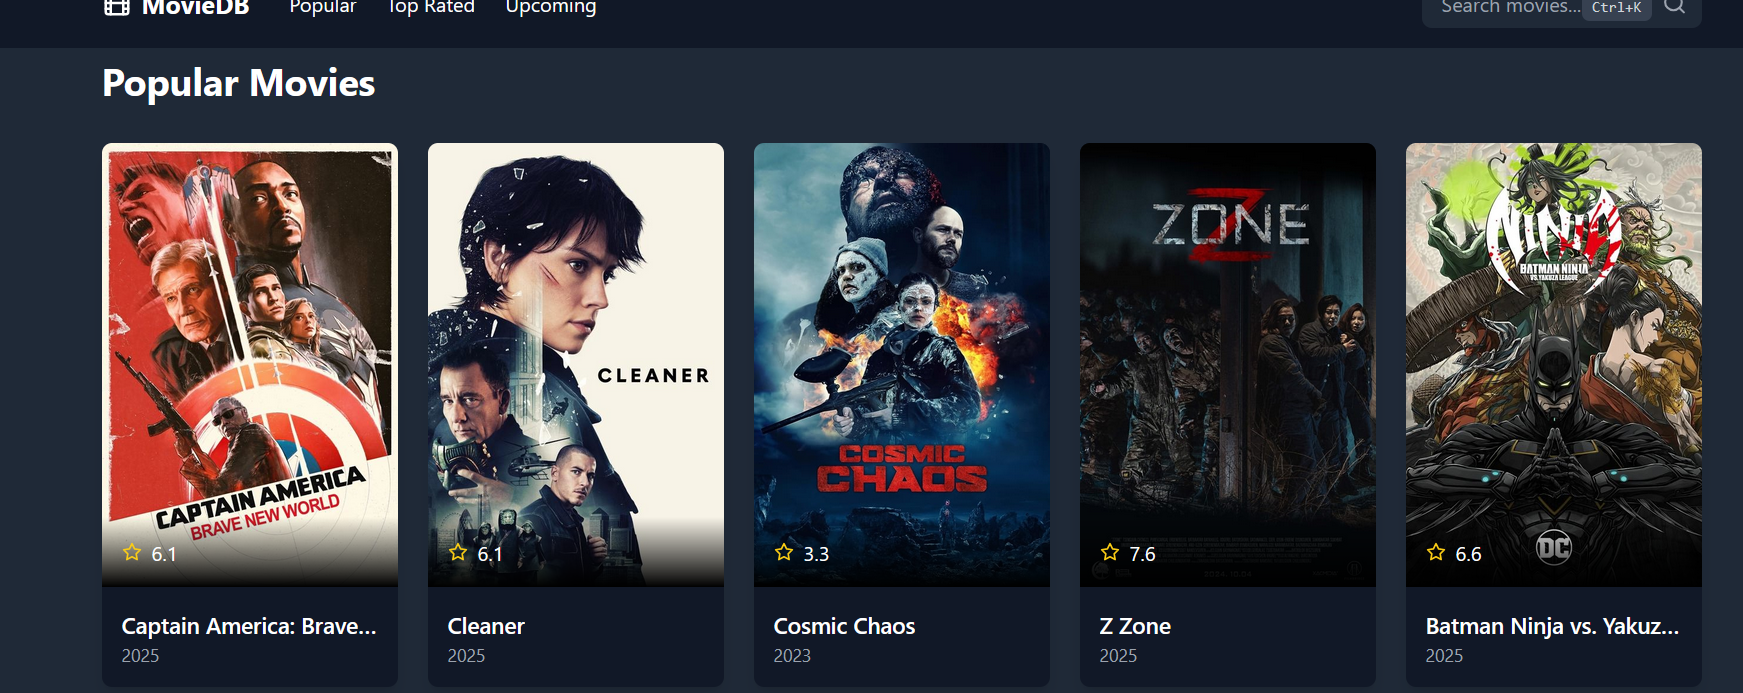 MovieDB Popular Top Rated Upcoming Search movies... Ctrl+K
Popular Movies
CAPTAIN AMERICA
BRAVE NEW WORLD
6.1
CLEANER
6.1
COSMIC
CHAOS
3.3
Z
ZONE
7.6
NINJA
BATMAN NINJA
VS. YAKUZA LEAGUE
DC
6.6
Captain America: Brave...
2025
Cleaner
2025
Cosmic Chaos
2023
Z Zone
2025
Batman Ninja vs. Yakuz...
2025